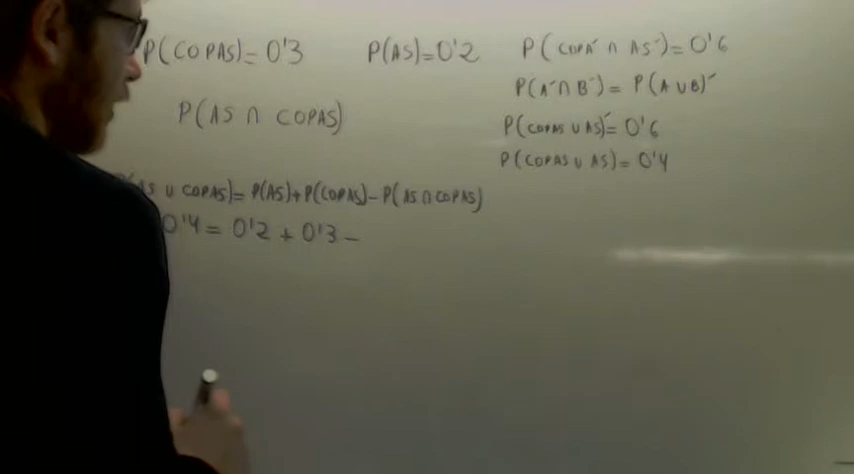 P(COPAS)=0'3 P(AS)=0'2 P(COPA´ ∩ AS´)=0'6
P(A´∩B´)= P(A∪B)´
P(AS ∩ COPAS)
P(COPAS∪AS)´=0'6
P(COPAS∪AS)=0'4
P(AS ∪ COPAS)= P(AS)+P(COPAS)-P(AS∩COPAS)
0'4 = 0'2 + 0'3 -